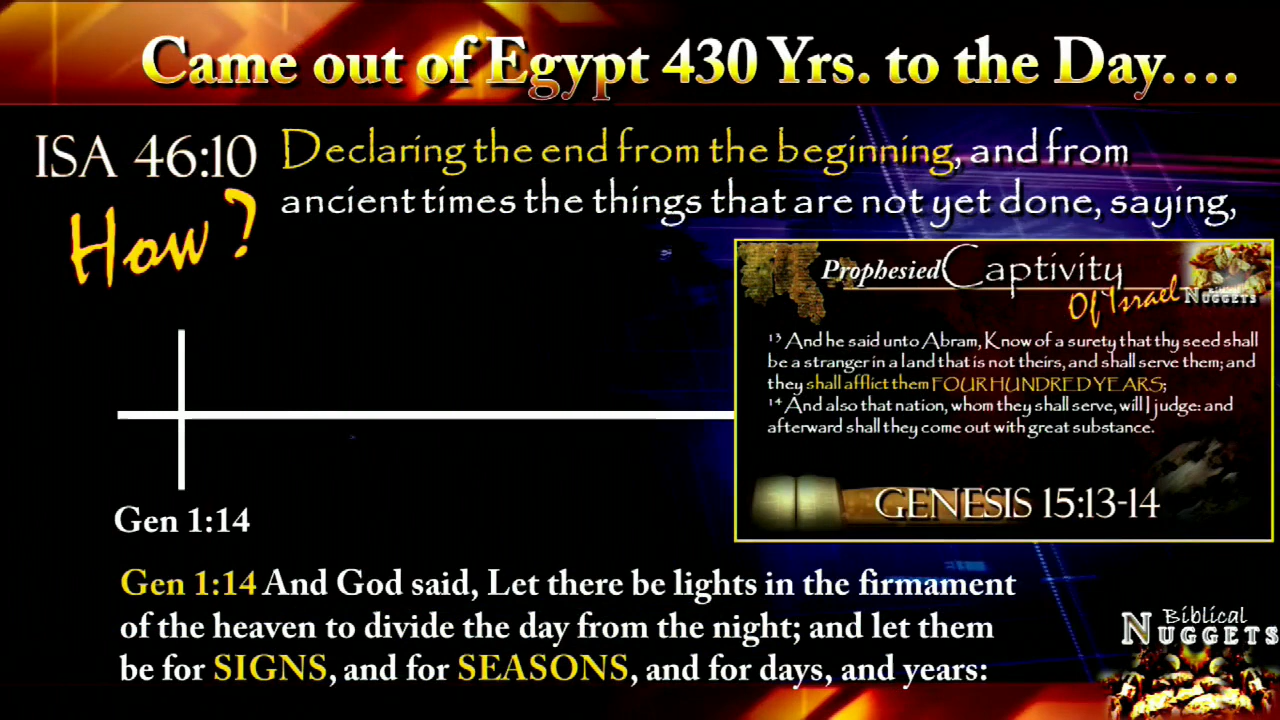 Came out of Egypt 430 Yrs. to the Day....
ISA 46:10
Declaring the end from the beginning, and from
ancient times the things that are not yet done, saying,
How?
Prophesied Captivity
Of Israel
Biblical
NUGGETS
13 And he said unto Abram, Know of a surety that thy seed shall
be a stranger in a land that is not theirs, and shall serve them; and
they shall afflict them FOUR HUNDRED YEARS;
14 And also that nation, whom they shall serve, will I judge: and
afterward shall they come out with great substance.
GENESIS 15:13-14
Gen 1:14
Gen 1:14 And God said, Let there be lights in the firmament
of the heaven to divide the day from the night; and let them
be for SIGNS, and for SEASONS, and for days, and years:
Biblical
NUGGETS